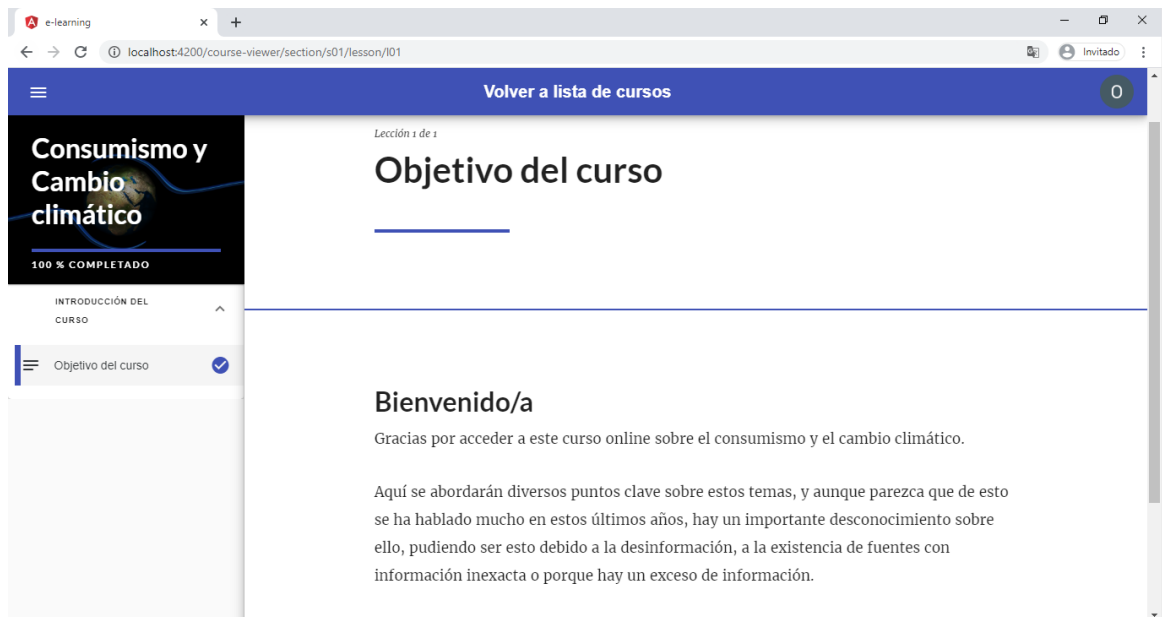 e-learning
localhost:4200/course-viewer/section/s01/lesson/l01
Invitado
Volver a lista de cursos
O
Consumismo y
Cambio
climático
100 % COMPLETADO
INTRODUCCIÓN DEL
CURSO
Objetivo del curso
Lección 1 de 1
Objetivo del curso
Bienvenido/a
Gracias por acceder a este curso online sobre el consumismo y el cambio climático.
Aquí se abordarán diversos puntos clave sobre estos temas, y aunque parezca que de esto
se ha hablado mucho en estos últimos años, hay un importante desconocimiento sobre
ello, pudiendo ser esto debido a la desinformación, a la existencia de fuentes con
información inexacta o porque hay un exceso de información.